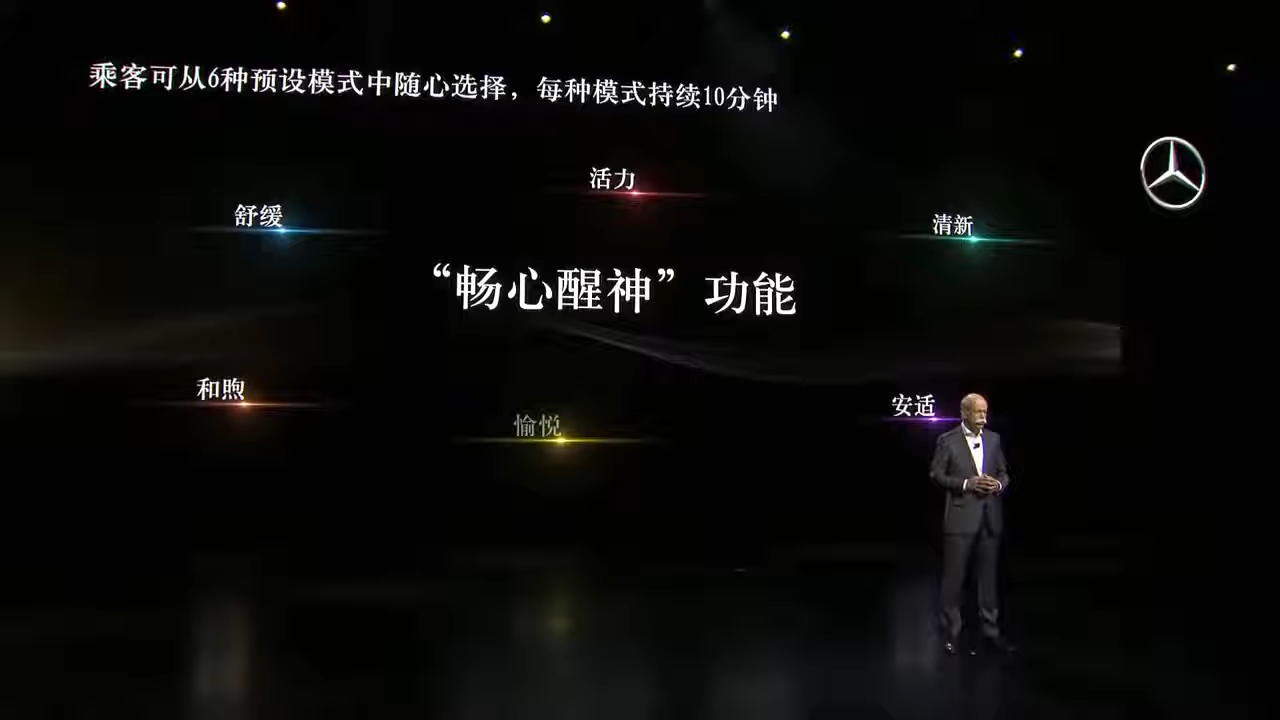 乘客可从6种预设模式中随心选择，每种模式持续10分钟
活力
舒缓
清新
“畅心醒神”功能
和煦
愉悦
安适